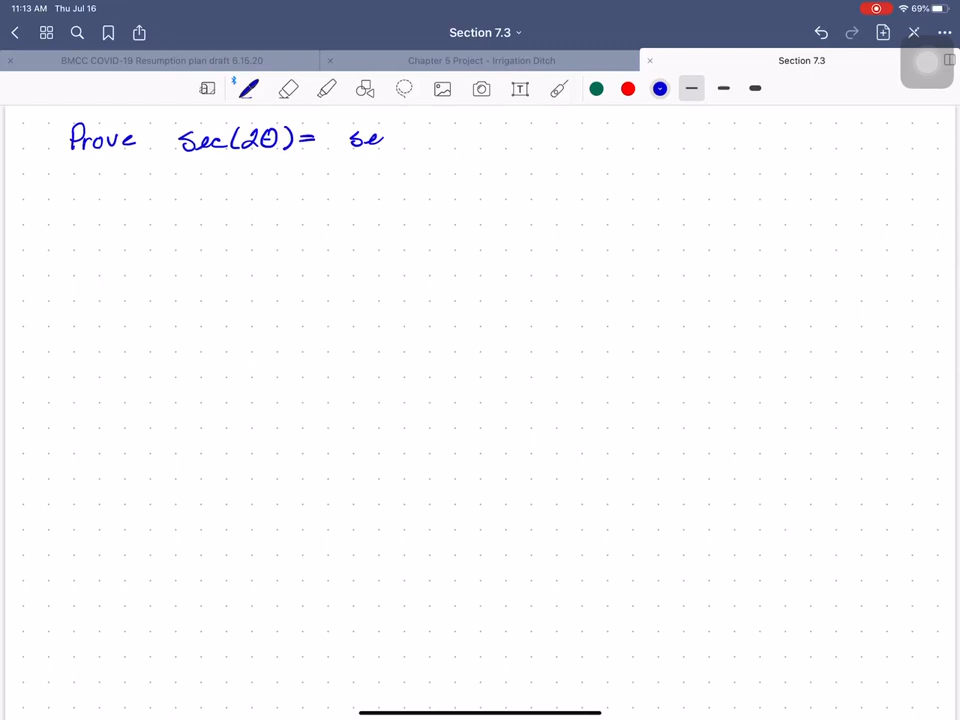 11:13 AM Thu Jul 16 69%
Section 7.3
BMCC COVID-19 Resumption plan draft 6.15.20 Chapter 5 Project - Irrigation Ditch Section 7.3
T
Prove sec(2θ)= se